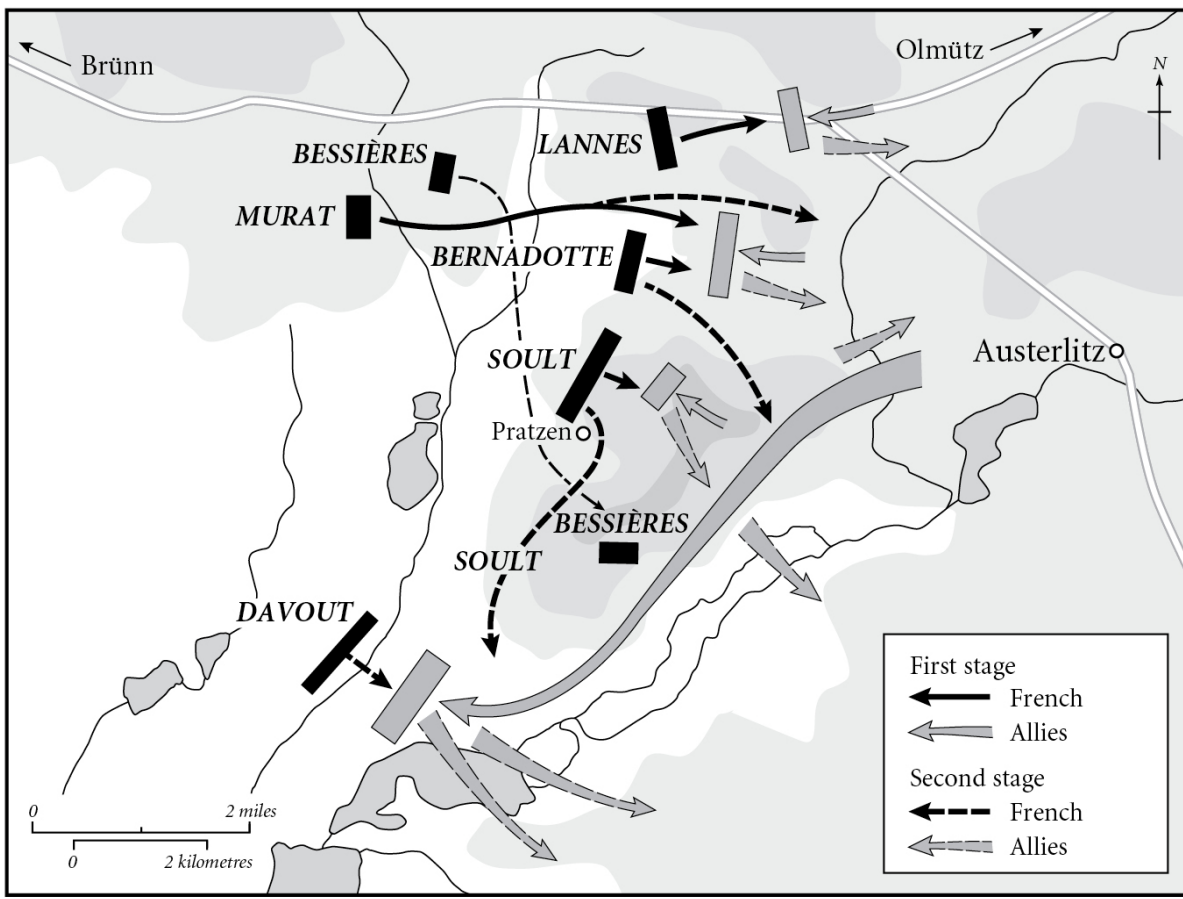 Brünn
Olmütz
N
BESSIÈRES
LANNES
MURAT
BERNADOTTE
SOULT
Austerlitz
Pratzen
BESSIÈRES
SOULT
DAVOUT
First stage
French
Allies
Second stage
French
Allies
0 2 miles
0 2 kilometres